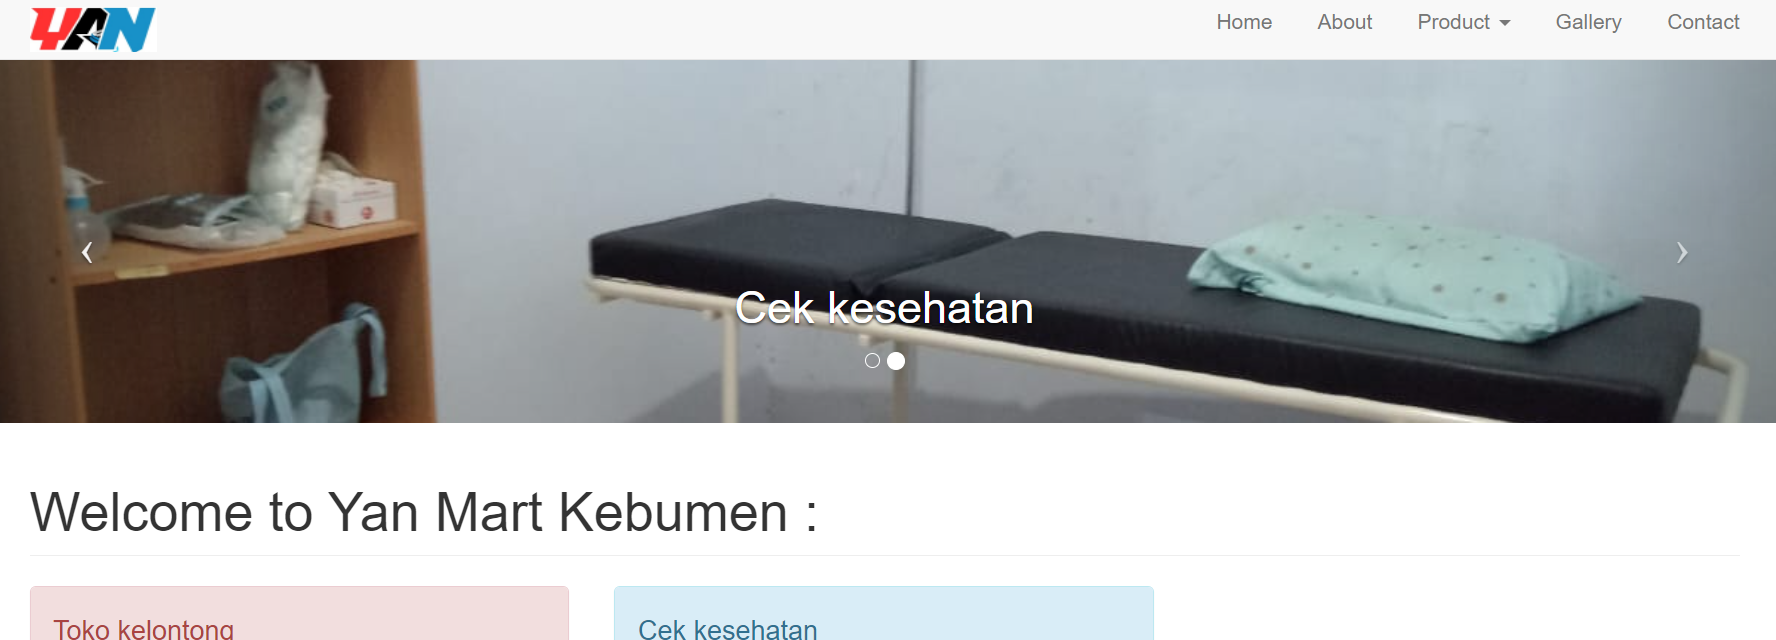 YAN
Home About Product Gallery Contact
Cek kesehatan
Welcome to Yan Mart Kebumen :
Toko kelontong
Cek kesehatan